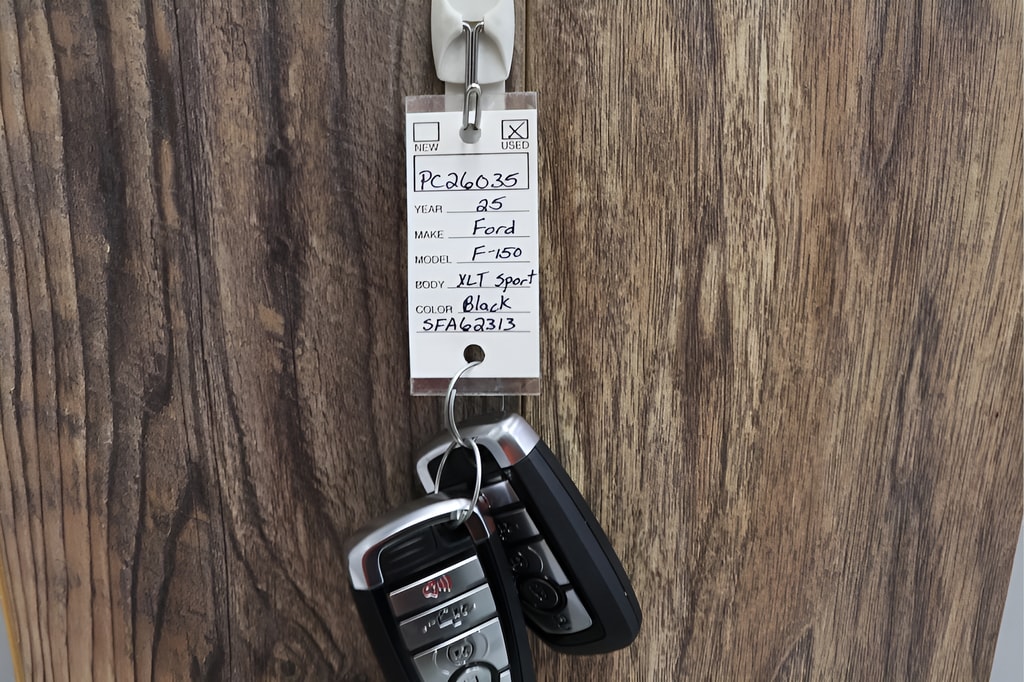 NEW USED
PC26035
YEAR 25
MAKE Ford
MODEL F-150
BODY XLT Sport
COLOR Black
SFA62313